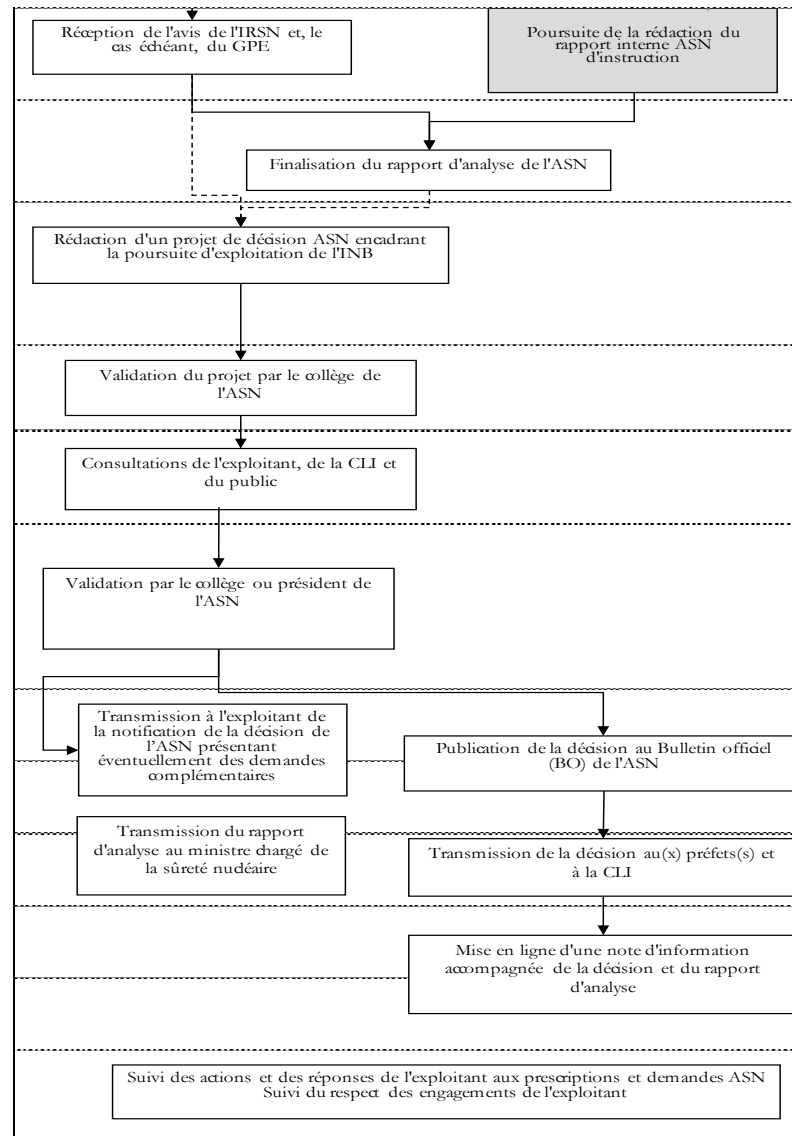 Réception de l'avis de l'IRSN et, le
cas échéant, du GPE
Poursuite de la rédaction du
rapport interne ASN
d'instruction
Finalisation du rapport d'analyse de l'ASN
Rédaction d'un projet de décision ASN encadrant
la poursuite d'exploitation de l'INB
Validation du projet par le collège de
l'ASN
Consultations de l'exploitant, de la CLI et
du public
Validation par le collège ou président de
l'ASN
Transmission à l'exploitant de
la notification de la décision de
l'ASN présentant
éventuellement des demandes
complémentaires
Publication de la décision au Bulletin officiel
(BO) de l'ASN
Transmission du rapport
d'analyse au ministre chargé de
la sûreté nucléaire
Transmission de la décision au(x) préfets(s) et
à la CLI
Mise en ligne d'une note d'information
accompagnée de la décision et du rapport
d'analyse
Suivi des actions et des réponses de l'exploitant aux prescriptions et demandes ASN
Suivi du respect des engagements de l'exploitant